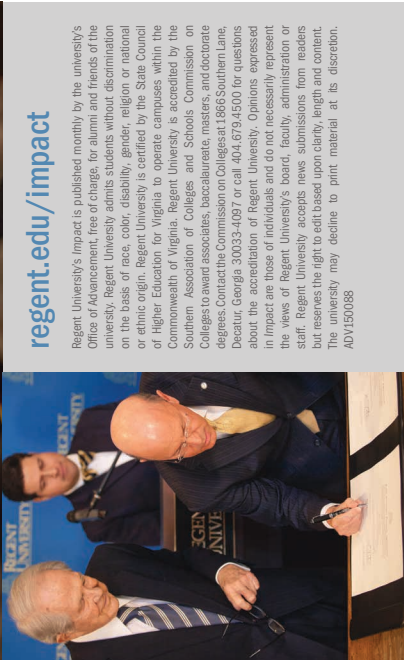 regent.edu/impact
Regent University's Impact is published monthly by the university's
Office of Advancement, free of charge, for alumni and friends of the
university. Regent University admits students without discrimination
on the basis of race, color, disability, gender, religion or national
or ethnic origin. Regent University is certified by the State Council
of Higher Education for Virginia to operate campuses within the
Commonwealth of Virginia. Regent University is accredited by the
Southern Association of Colleges and Schools Commission on
Colleges to award associates, baccalaureate, masters, and doctorate
degrees. Contact the Commission on Colleges at 1866 Southern Lane,
Decatur, Georgia 30033-4097 or call 404.679.4500 for questions
about the accreditation of Regent University. Opinions expressed
in Impact are those of individuals and do not necessarily represent
the views of Regent University's board, faculty, administration or
staff. Regent University accepts news submissions from readers
but reserves the right to edit based upon clarity, length and content.
The university may decline to print material at its discretion.
ADV150088
REGENT
UNIVERSITY
REGENT